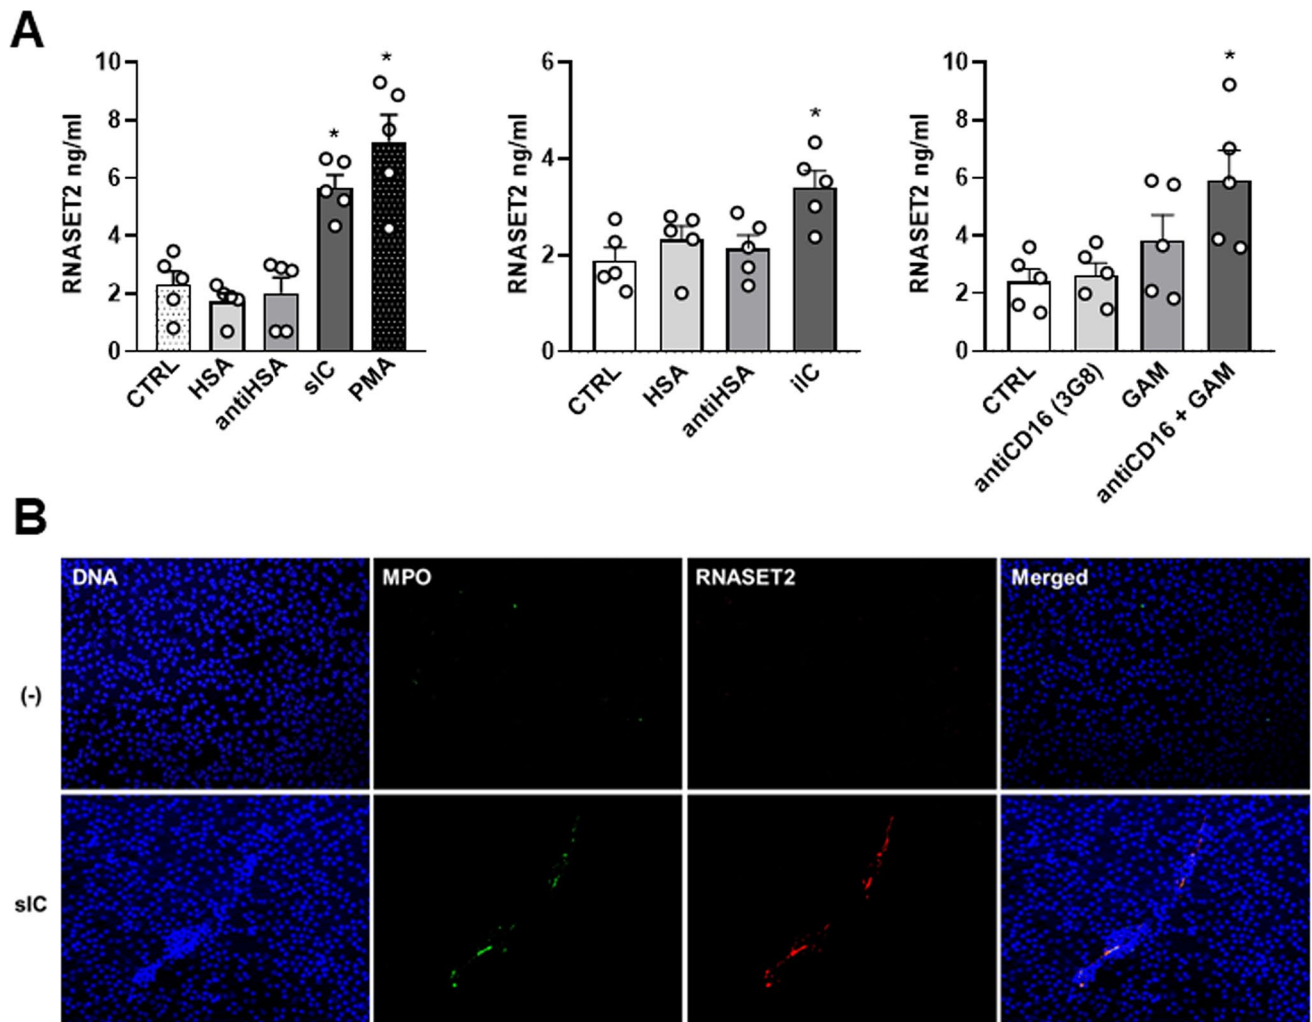 A
RNASET2 ng/ml
10
8
6
4
2
0
*
*
CTRL
HSA
antiHSA
sIC
PMA
RNASET2 ng/ml
6
4
2
0
*
CTRL
HSA
antiHSA
iIC
RNASET2 ng/ml
10
8
6
4
2
0
*
CTRL
antiCD16 (3G8)
GAM
antiCD16 + GAM
B
DNA
MPO
RNASET2
Merged
(-)
sIC